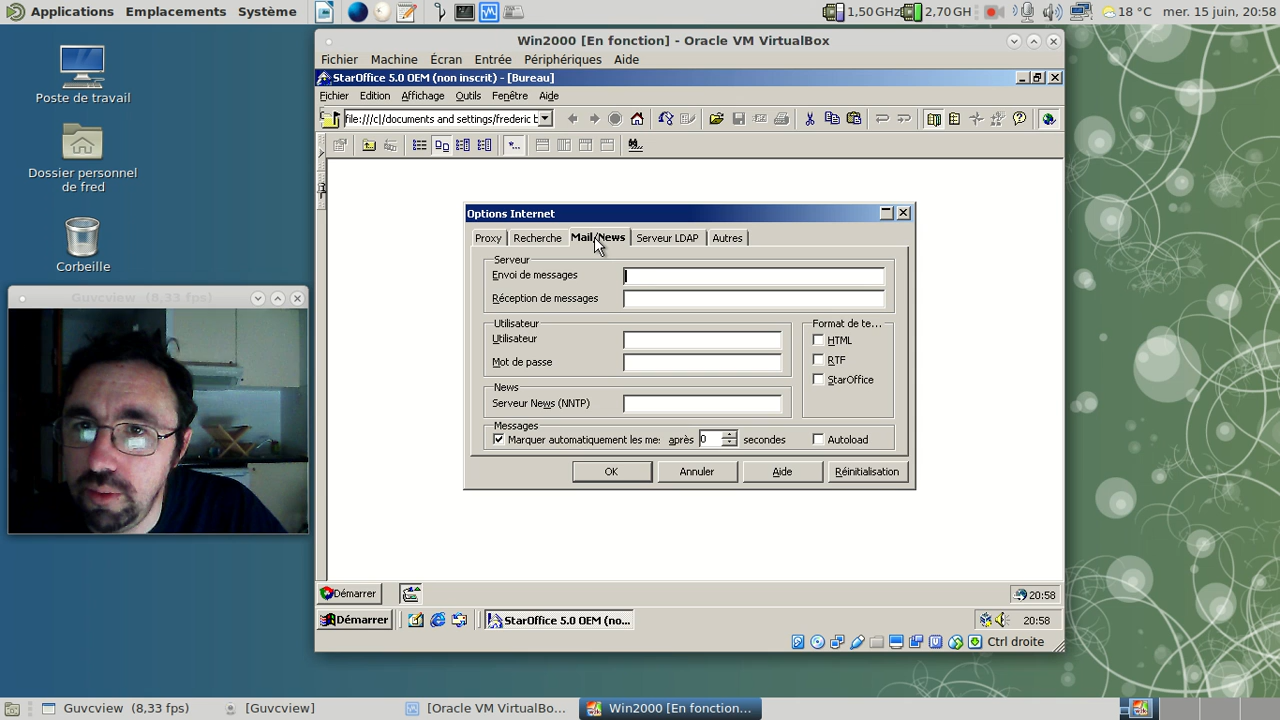 Applications Emplacements Système
1,50 GHz 2,70 GH 18 °C mer. 15 juin, 20:58
Poste de travail
Dossier personnel
de fred
Corbeille
Guvcview (8,33 fps)
Win2000 [En fonction] - Oracle VM VirtualBox
Fichier Machine Écran Entrée Périphériques Aide
StarOffice 5.0 OEM (non inscrit) - [Bureau]
Fichier Edition Affichage Outils Fenêtre Aide
file:///c|/documents and settings/frederic b
Options Internet
Proxy Recherche Mail/News Serveur LDAP Autres
Serveur
Envoi de messages
Réception de messages
Utilisateur
Utilisateur
Mot de passe
Format de te...
HTML
RTF
StarOffice
News
Serveur News (NNTP)
Messages
Marquer automatiquement les me: après 0 secondes Autoload
OK Annuler Aide Réinitialisation
Démarrer 20:58
Démarrer StarOffice 5.0 OEM (no... 20:58
Ctrl droite
Guvcview (8,33 fps) [Guvcview] [Oracle VM VirtualBo... Win2000 [En fonction]...